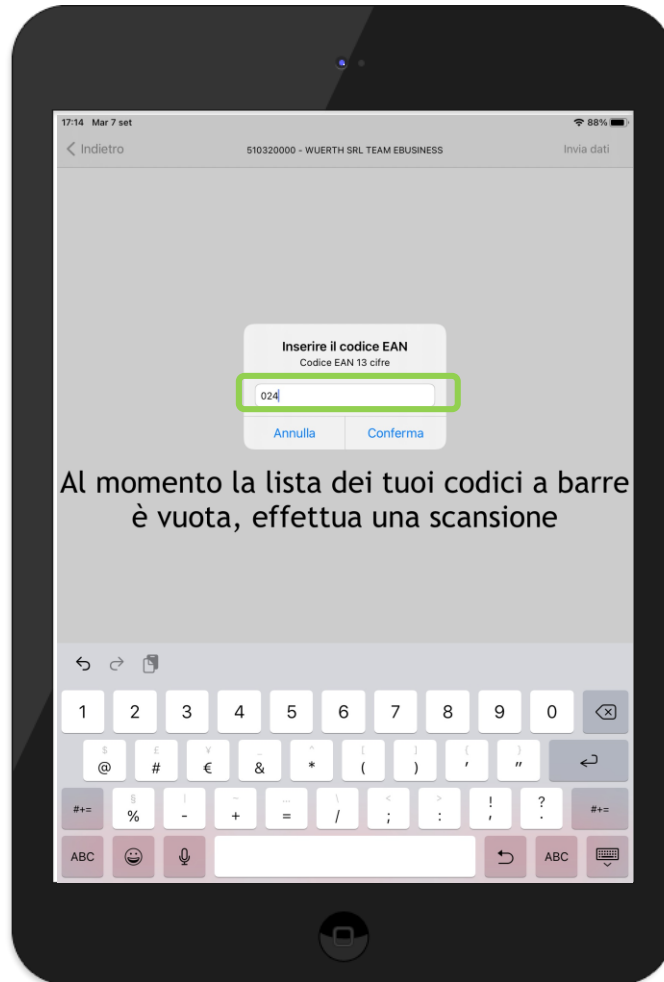 17:14 Mar 7 set 88%
Indietro 510320000 - WUERTH SRL TEAM EBUSINESS Invia dati
Inserire il codice EAN
Codice EAN 13 cifre
024
Annulla Conferma
Al momento la lista dei tuoi codici a barre
è vuota, effettua una scansione
1 2 3 4 5 6 7 8 9 0
$ £ ¥ _ ^ [ ] { }
@ # € & * ( ) ' "
§ | ~ … \ < > ! ?
#+= % - + = / ; : , . #+=
ABC ABC